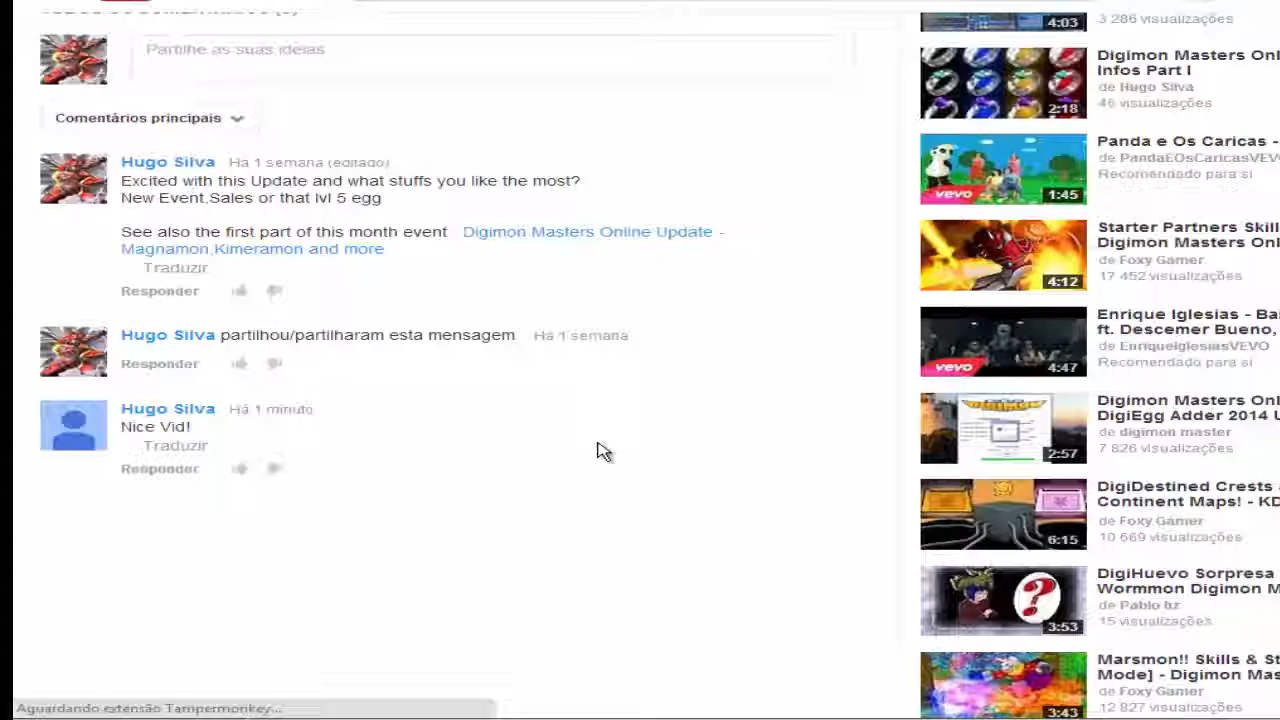 Partilhe as suas ideias
Comentários principais
Hugo Silva Há 1 semana (editado)
Excited with this Update and what stuffs you like the most?
New Event,Sales or that lvl 5 egg
See also the first part of this month event Digimon Masters Online Update -
Magnamon,Kimeramon and more
Traduzir
Responder
Hugo Silva partilhou/partilharam esta mensagem Há 1 semana
Responder
Hugo Silva Há 1 minuto
Nice Vid!
Traduzir
Responder
Aguardando extensão Tampermonkey...
4:03
3 286 visualizações
Digimon Masters Onl
Infos Part I
de Hugo Silva
46 visualizações
2:18
Panda e Os Caricas -
de PandaEOsCaricasVEVO
Recomendado para si
vevo
1:45
Starter Partners Skill
Digimon Masters Onl
de Foxy Gamer
17 452 visualizações
4:12
Enrique Iglesias - Bai
ft. Descemer Bueno,
de EnriqueIglesiasVEVO
Recomendado para si
vevo
4:47
Digimon Masters Onl
DigiEgg Adder 2014 U
de digimon master
7 826 visualizações
2:57
DigiDestined Crests
Continent Maps! - KD
de Foxy Gamer
10 669 visualizações
6:15
DigiHuevo Sorpresa
Wormmon Digimon M
de Pablo
15 visualizações
3:53
Marsmon!! Skills & St
Mode] - Digimon Mas
de Foxy Gamer
12 827 visualizações
3:43